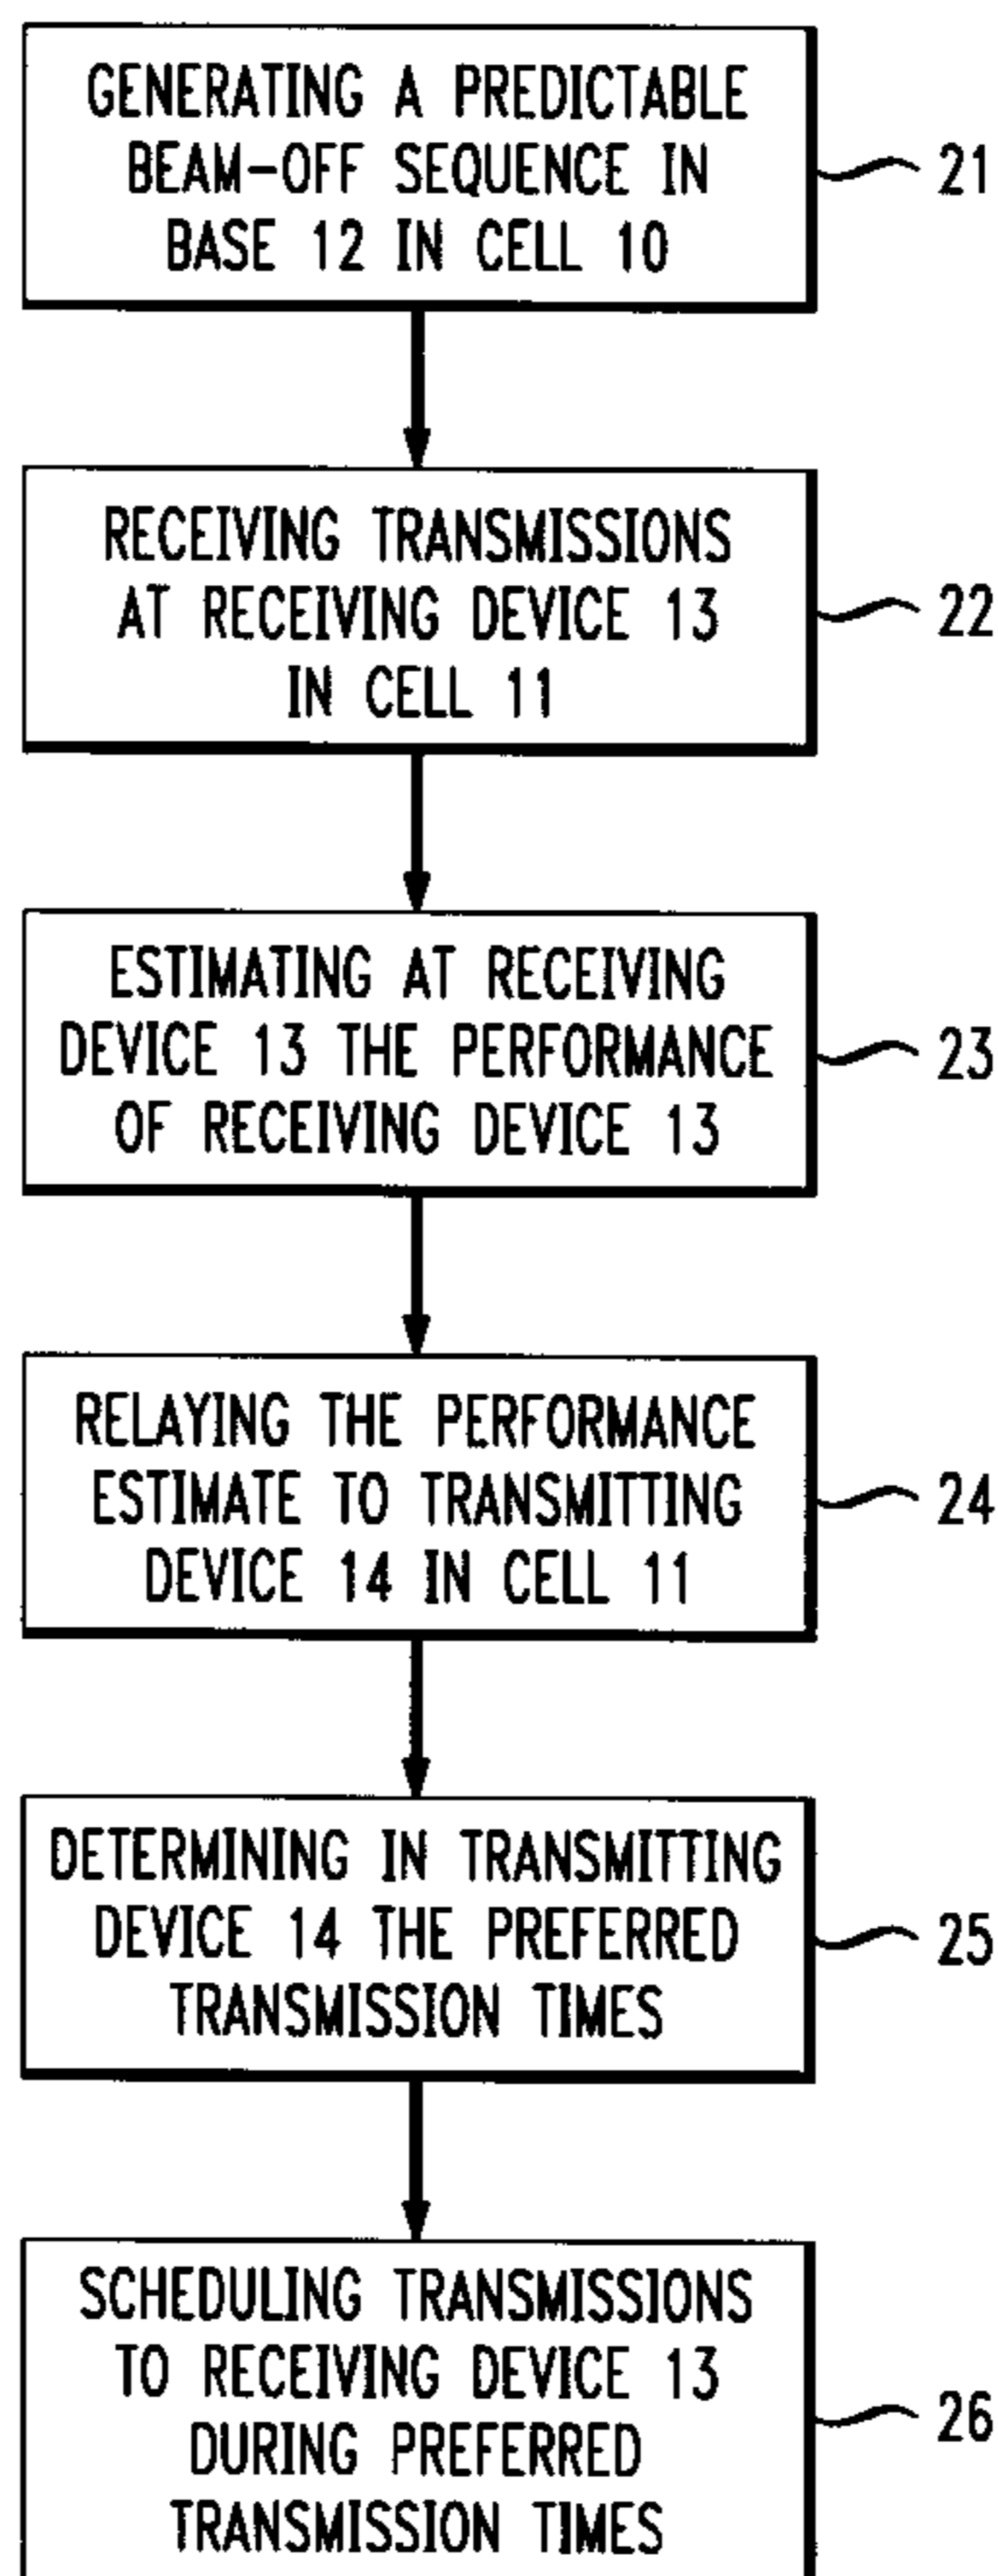 GENERATING A PREDICTABLE
BEAM-OFF SEQUENCE IN
BASE 12 IN CELL 10
21
RECEIVING TRANSMISSIONS
AT RECEIVING DEVICE 13
IN CELL 11
22
ESTIMATING AT RECEIVING
DEVICE 13 THE PERFORMANCE
OF RECEIVING DEVICE 13
23
RELAYING THE PERFORMANCE
ESTIMATE TO TRANSMITTING
DEVICE 14 IN CELL 11
24
DETERMINING IN TRANSMITTING
DEVICE 14 THE PREFERRED
TRANSMISSION TIMES
25
SCHEDULING TRANSMISSIONS
TO RECEIVING DEVICE 13
DURING PREFERRED
TRANSMISSION TIMES
26